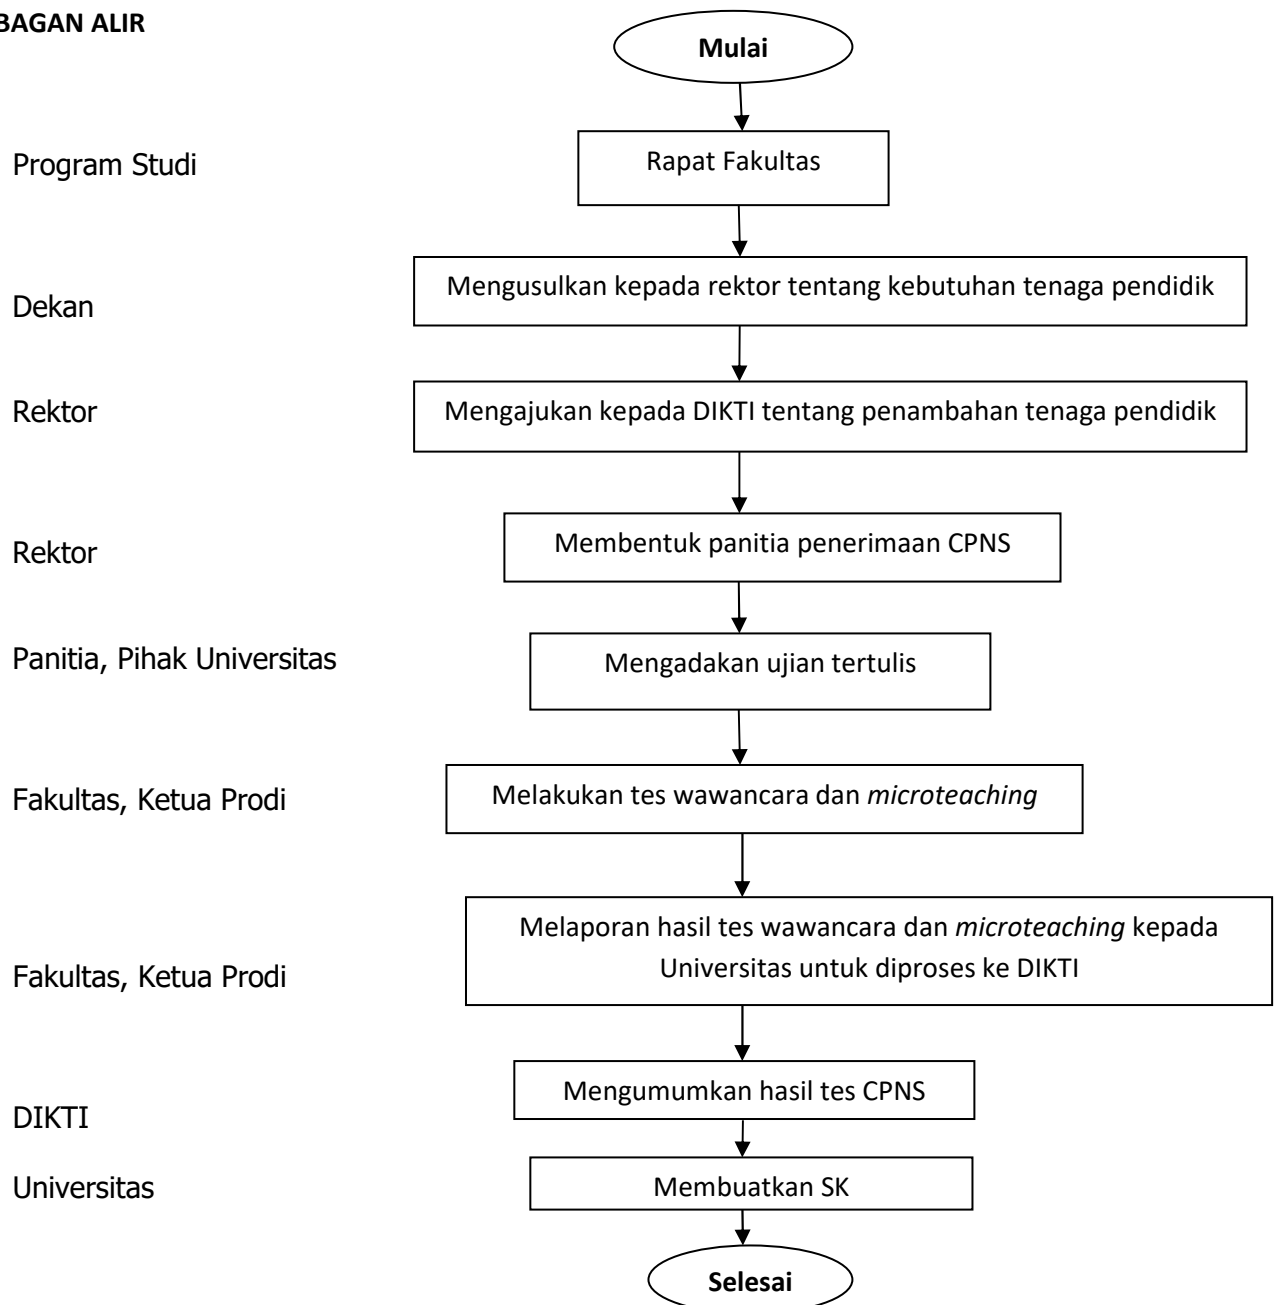 BAGAN ALIR
Mulai
Program Studi
Rapat Fakultas
Dekan
Mengusulkan kepada rektor tentang kebutuhan tenaga pendidik
Rektor
Mengajukan kepada DIKTI tentang penambahan tenaga pendidik
Rektor
Membentuk panitia penerimaan CPNS
Panitia, Pihak Universitas
Mengadakan ujian tertulis
Fakultas, Ketua Prodi
Melakukan tes wawancara dan microteaching
Fakultas, Ketua Prodi
Melaporan hasil tes wawancara dan microteaching kepada
Universitas untuk diproses ke DIKTI
DIKTI
Mengumumkan hasil tes CPNS
Universitas
Membuatkan SK
Selesai